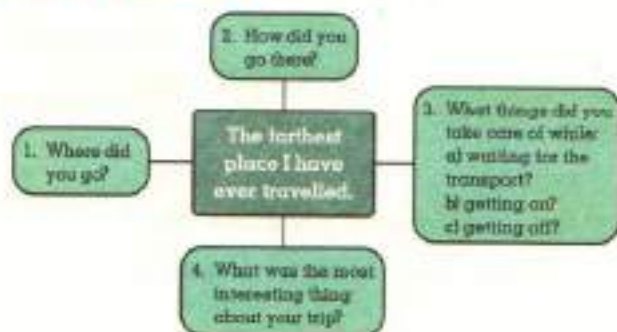 2. How did you
go there?
The farthest
place I have
ever travelled.
1. Where did
you go?
3. What things did you
take care of while:
a) waiting for the
transport?
b) getting on?
c) getting off?
4. What was the most
interesting thing
about your trip?